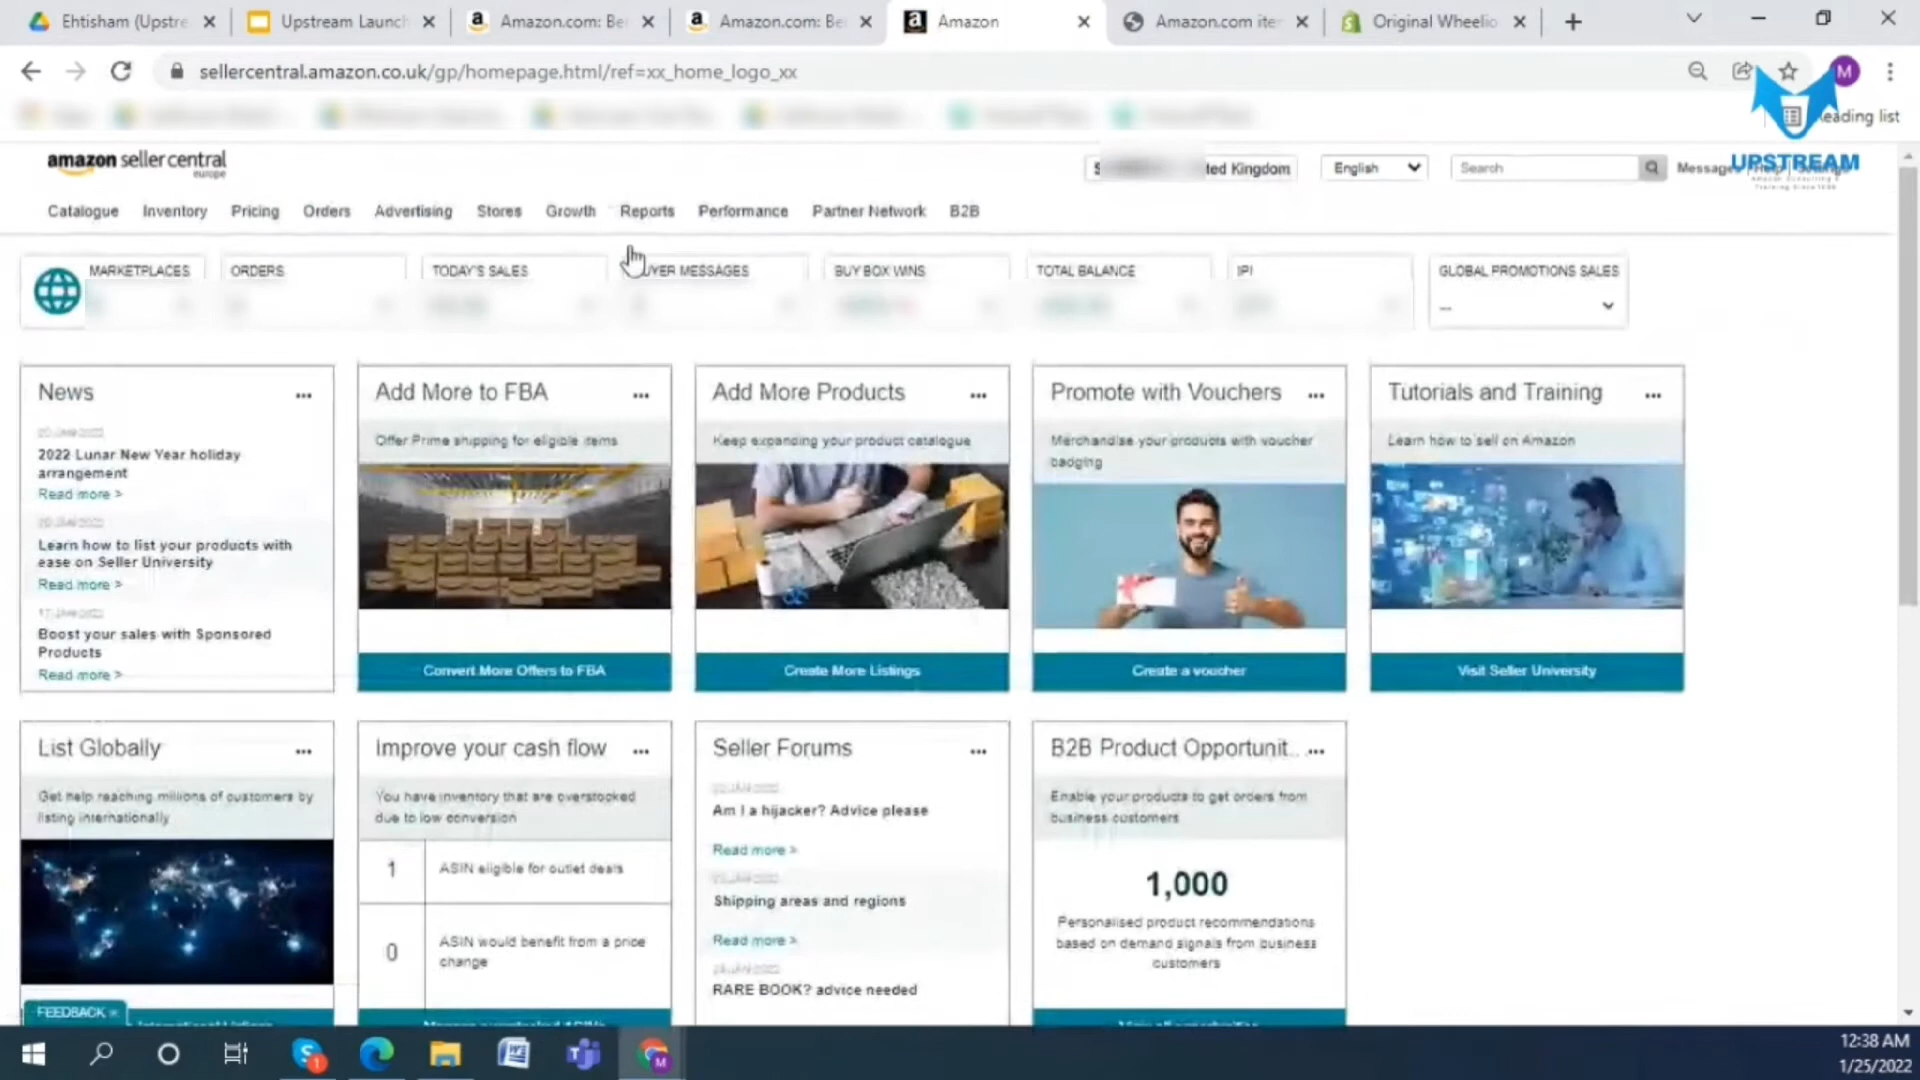 Ehtisham (Upstre
Upstream Launch
Amazon.com: Be
Amazon.com: Be
Amazon
Amazon.com ite
Original Wheelio
sellercentral.amazon.co.uk/gp/homepage.html/ref=xx_home_logo_xx
M
eading list
UPSTREAM
amazon seller central
europe
ted Kingdom
English
Search
Message
Catalogue Inventory Pricing Orders Advertising Stores Growth Reports Performance Partner Network B2B
MARKETPLACES
ORDERS
TODAY'S SALES
UYER MESSAGES
BUY BOX WINS
TOTAL BALANCE
IPI
GLOBAL PROMOTIONS SALES
--
News
2022 Lunar New Year holiday
arrangement
Read more >
Learn how to list your products with
ease on Seller University
Read more >
Boost your sales with Sponsored
Products
Read more >
Add More to FBA
Offer Prime shipping for eligible items
Convert More Offers to FBA
Add More Products
Keep expanding your product catalogue
Create More Listings
Promote with Vouchers
Merchandise your products with voucher
badging
Create a voucher
Tutorials and Training
Learn how to sell on Amazon
Visit Seller University
List Globally
Get help reaching millions of customers by
listing internationally
FEEDBACK
Improve your cash flow
You have inventory that are overstocked
due to low conversion
1
ASIN eligible for outlet deals
0
ASIN would benefit from a price
change
Seller Forums
Am I a hijacker? Advice please
Read more >
Shipping areas and regions
Read more >
RARE BOOK? advice needed
B2B Product Opportunit...
Enable your products to get orders from
business customers
1,000
Personalised product recommendations
based on demand signals from business
customers
12:38 AM
1/25/2022